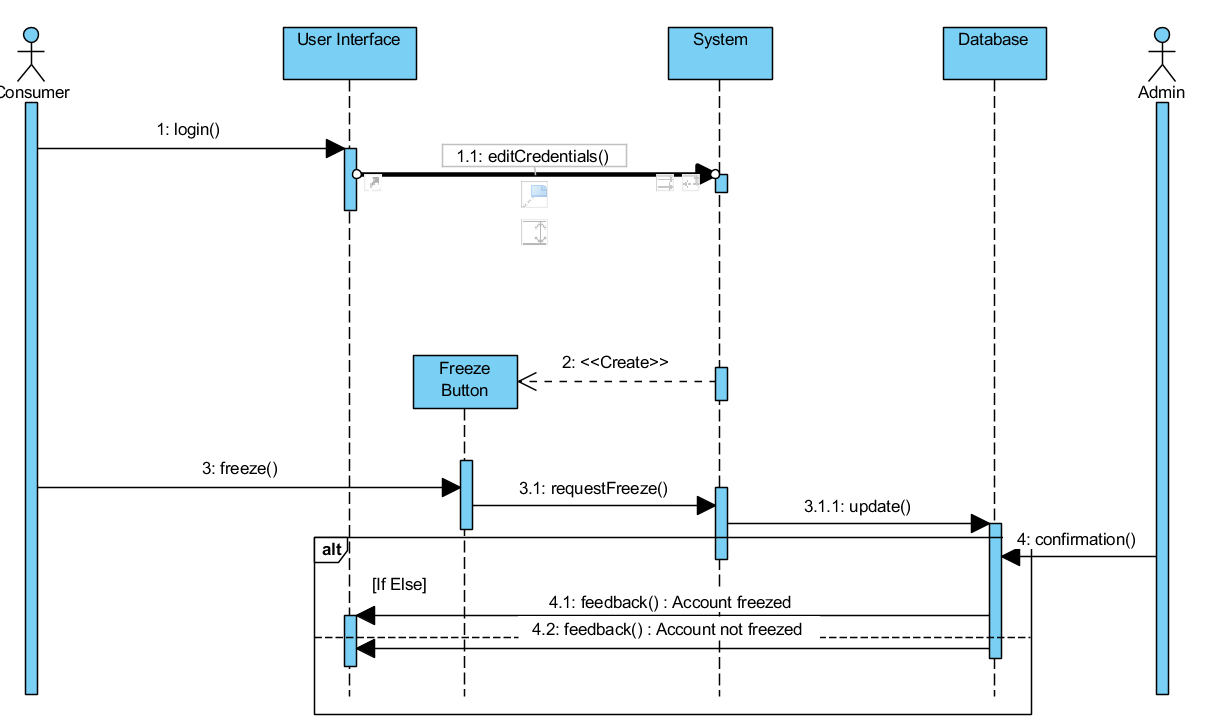 User Interface
System
Database
Consumer
Admin
1: login()
1.1: editCredentials()
2: <<Create>>
Freeze
Button
3: freeze()
3.1: requestFreeze()
3.1.1: update()
4: confirmation()
alt
[If Else]
4.1: feedback() : Account freezed
4.2: feedback() : Account not freezed